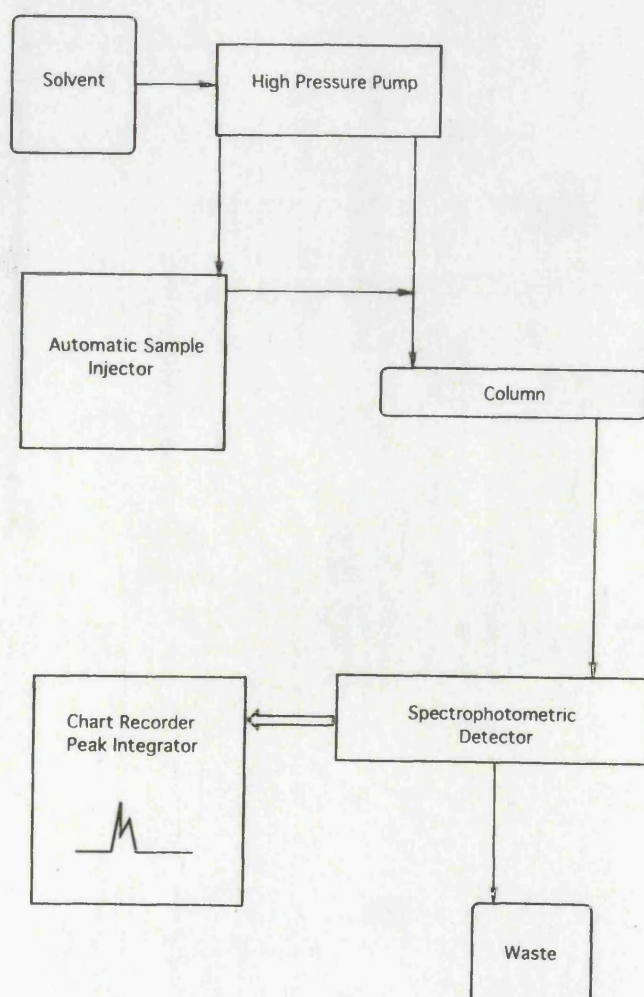 Solvent
High Pressure Pump
Automatic Sample
Injector
Column
Chart Recorder
Peak Integrator
Spectrophotometric
Detector
Waste